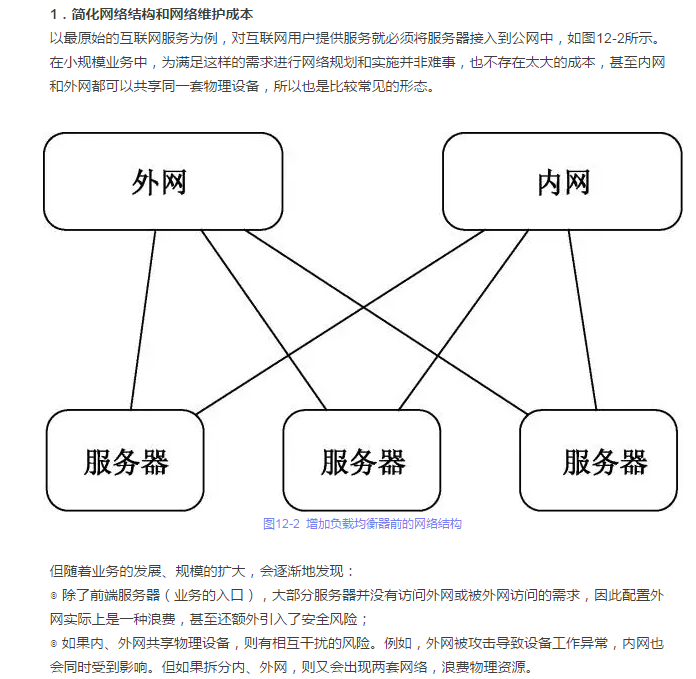 1．简化网络结构和网络维护成本
以最原始的互联网服务为例，对互联网用户提供服务就必须将服务器接入到公网中，如图12-2所示。
在小规模业务中，为满足这样的需求进行网络规划和实施并非难事，也不存在太大的成本，甚至内网
和外网都可以共享同一套物理设备，所以也是比较常见的形态。
外网
内网
服务器
服务器
服务器
图12-2 增加负载均衡器前的网络结构
但随着业务的发展、规模的扩大，会逐渐地发现：
⊙ 除了前端服务器（业务的入口），大部分服务器并没有访问外网或被外网访问的需求，因此配置外
网实际上是一种浪费，甚至还额外引入了安全风险；
⊙ 如果内、外网共享物理设备，则有相互干扰的风险。例如，外网被攻击导致设备工作异常，内网也
会同时受到影响。但如果拆分内、外网，则又会出现两套网络，浪费物理资源。